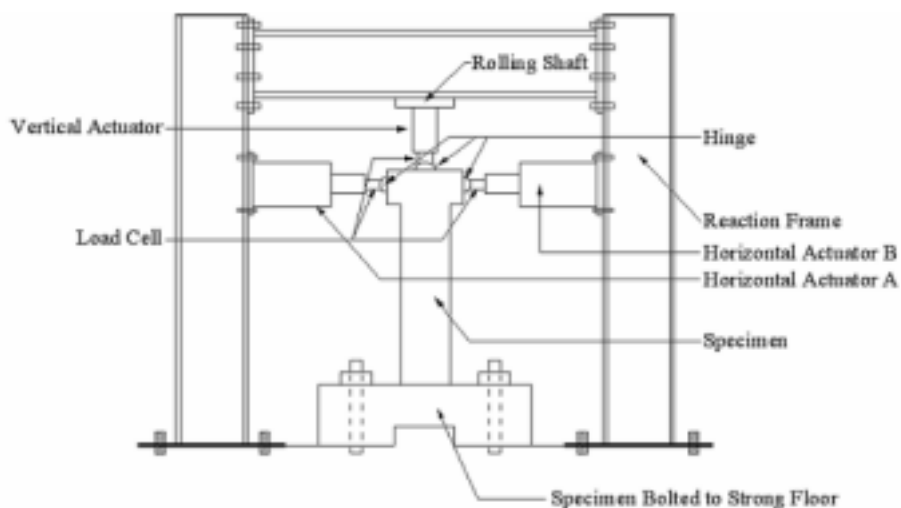 Rolling Shaft
Vertical Actuator
Hinge
Reaction Frame
Load Cell
Horizontal Actuator B
Horizontal Actuator A
Specimen
Specimen Bolted to Strong Floor